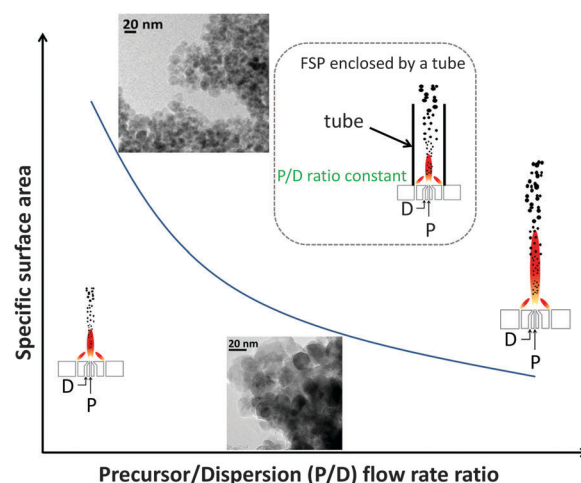 20 nm
FSP enclosed by a tube
tube
P/D ratio constant
D
P
Specific surface area
D
P
20 nm
D
P
Precursor/Dispersion (P/D) flow rate ratio